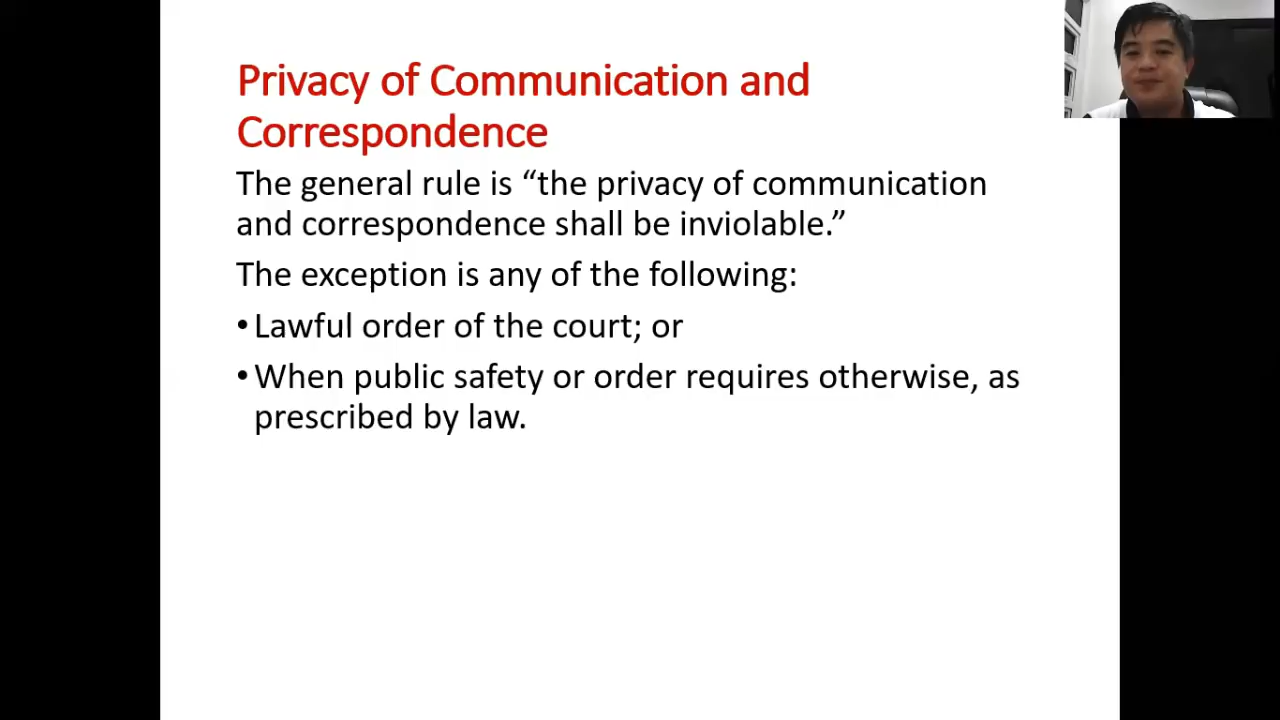 Privacy of Communication and
Correspondence
The general rule is “the privacy of communication
and correspondence shall be inviolable.”
The exception is any of the following:
•Lawful order of the court; or
•When public safety or order requires otherwise, as
prescribed by law.